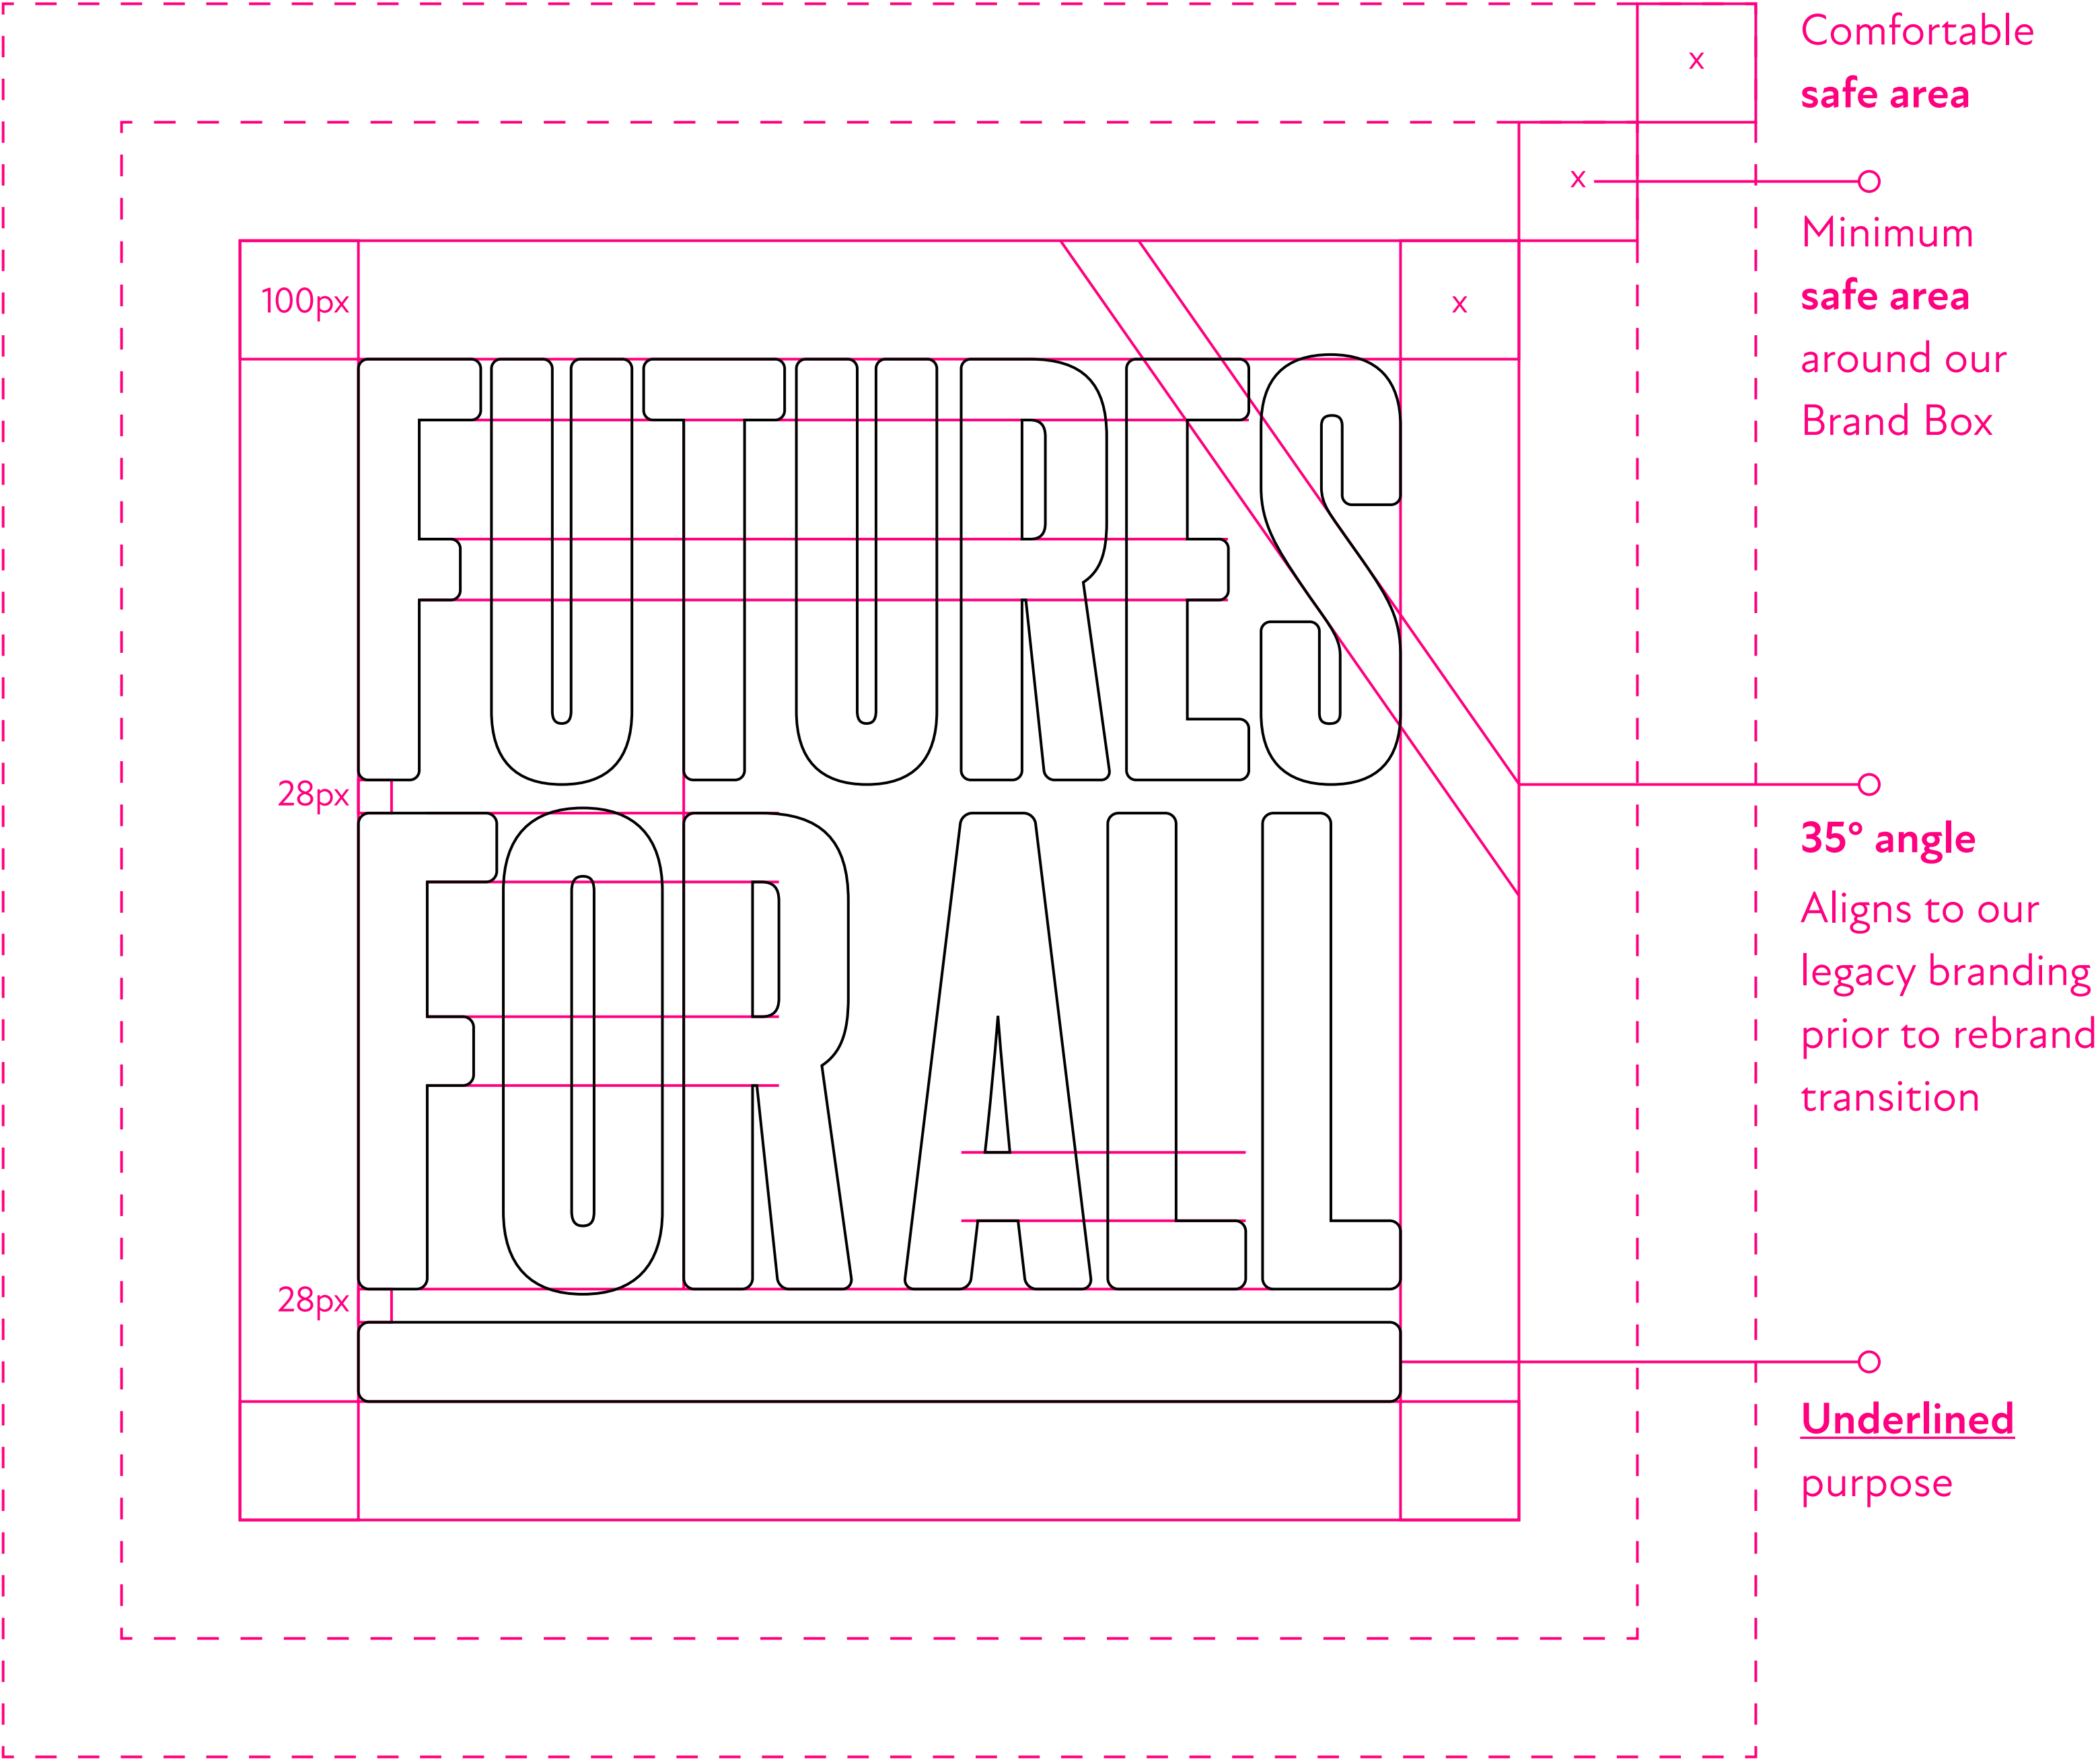 x
Comfortable
safe area
x
Minimum
safe area
around our
Brand Box
100px
x
FUTURES
28px
FOR ALL
28px
35º angle
Aligns to our
legacy branding
prior to rebrand
transition
Underlined
purpose